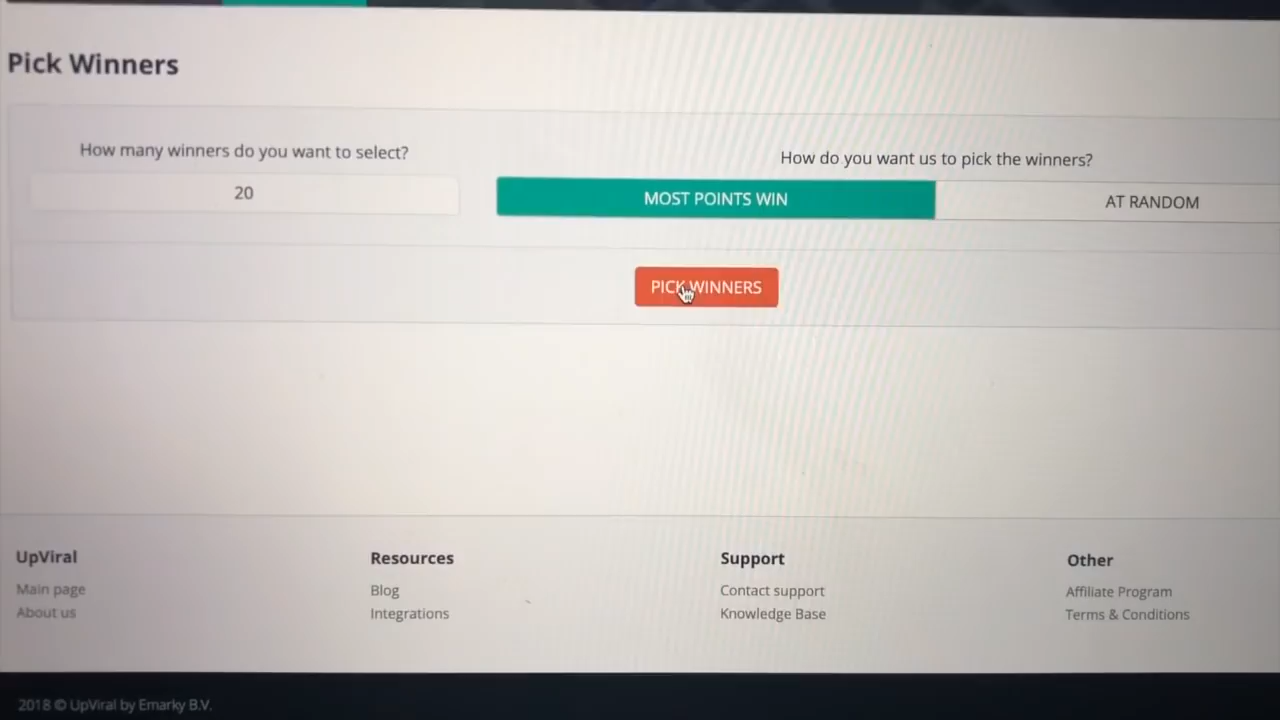 Pick Winners
How many winners do you want to select?
How do you want us to pick the winners?
20
MOST POINTS WIN
AT RANDOM
PICK WINNERS
UpViral
Resources
Support
Other
Main page
Blog
Contact support
Affiliate Program
About us
Integrations
Knowledge Base
Terms & Conditions
2018 © UpViral by Emarky B.V.